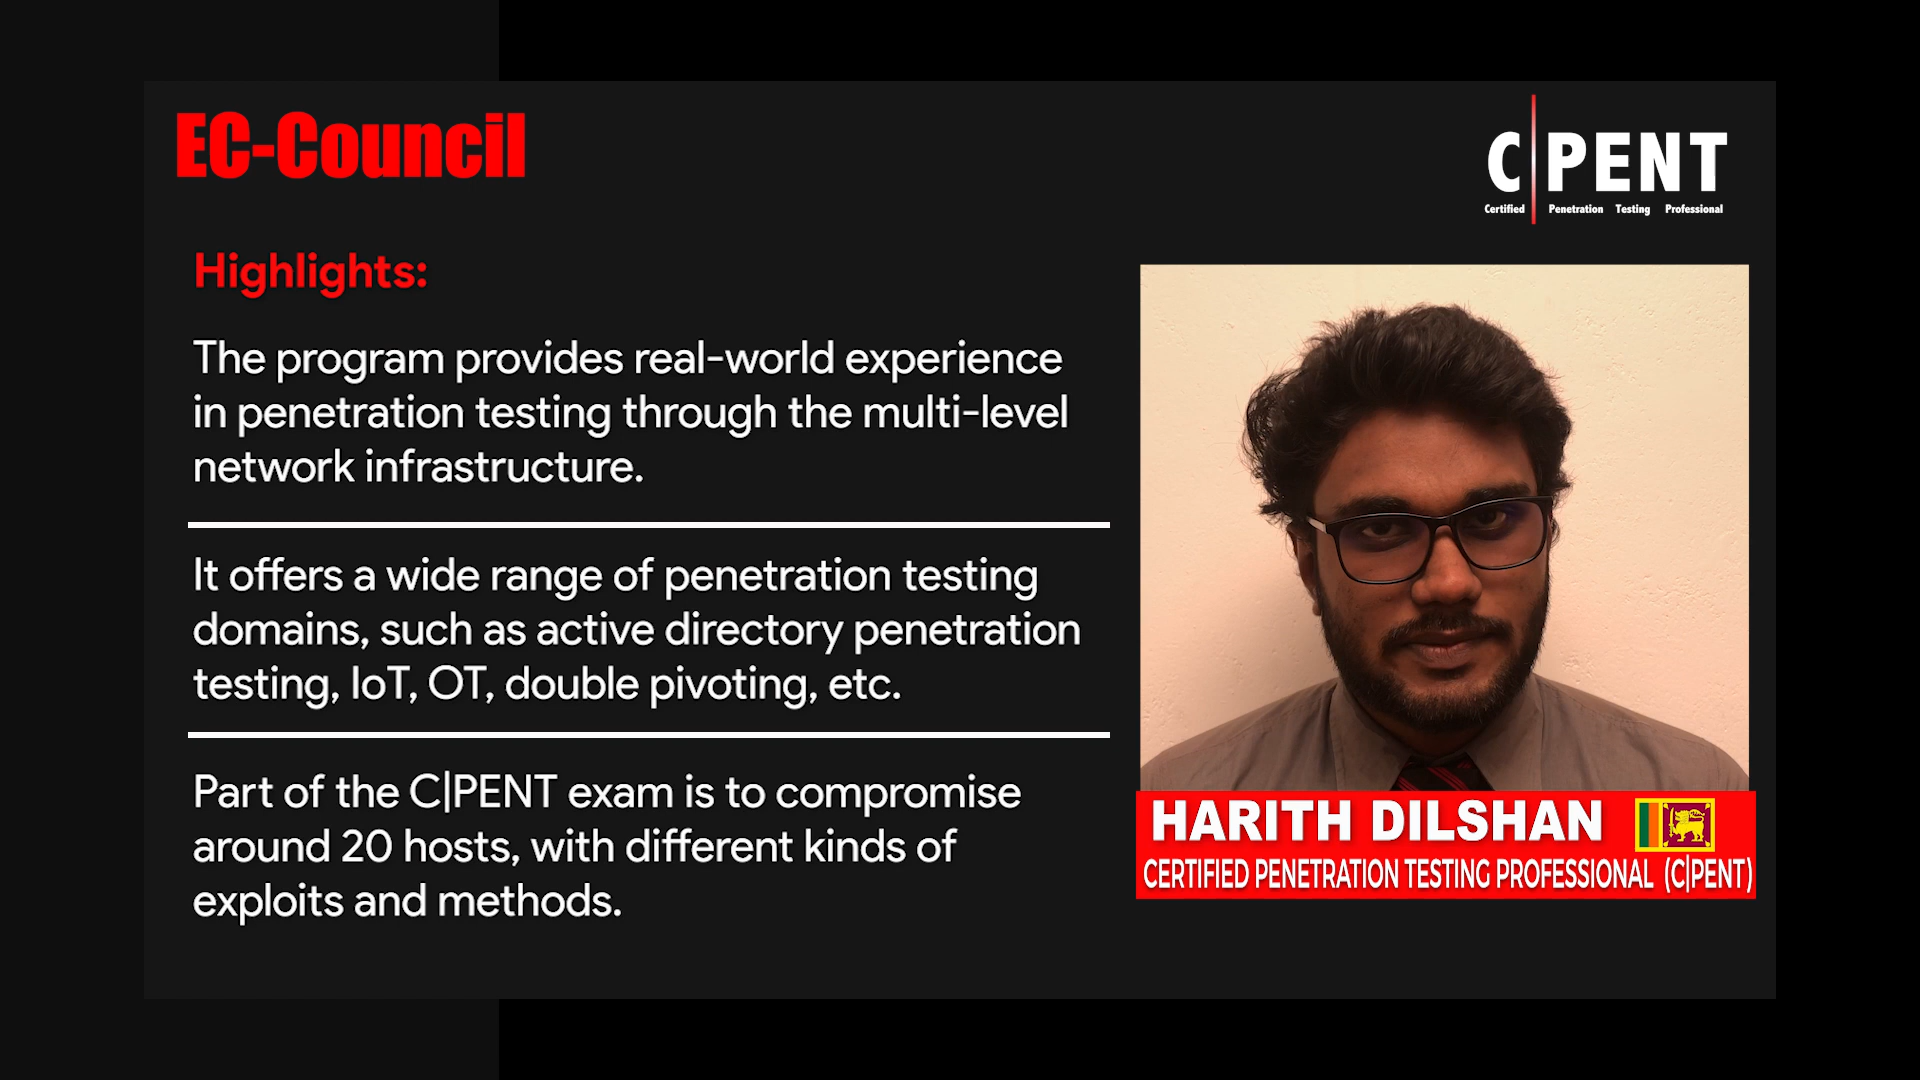 EC-Council
C|PENT
Certified Penetration Testing Professional
Highlights:
The program provides real-world experience
in penetration testing through the multi-level
network infrastructure.
It offers a wide range of penetration testing
domains, such as active directory penetration
testing, IoT, OT, double pivoting, etc.
Part of the C|PENT exam is to compromise
around 20 hosts, with different kinds of
exploits and methods.
HARITH DILSHAN
CERTIFIED PENETRATION TESTING PROFESSIONAL (C|PENT)